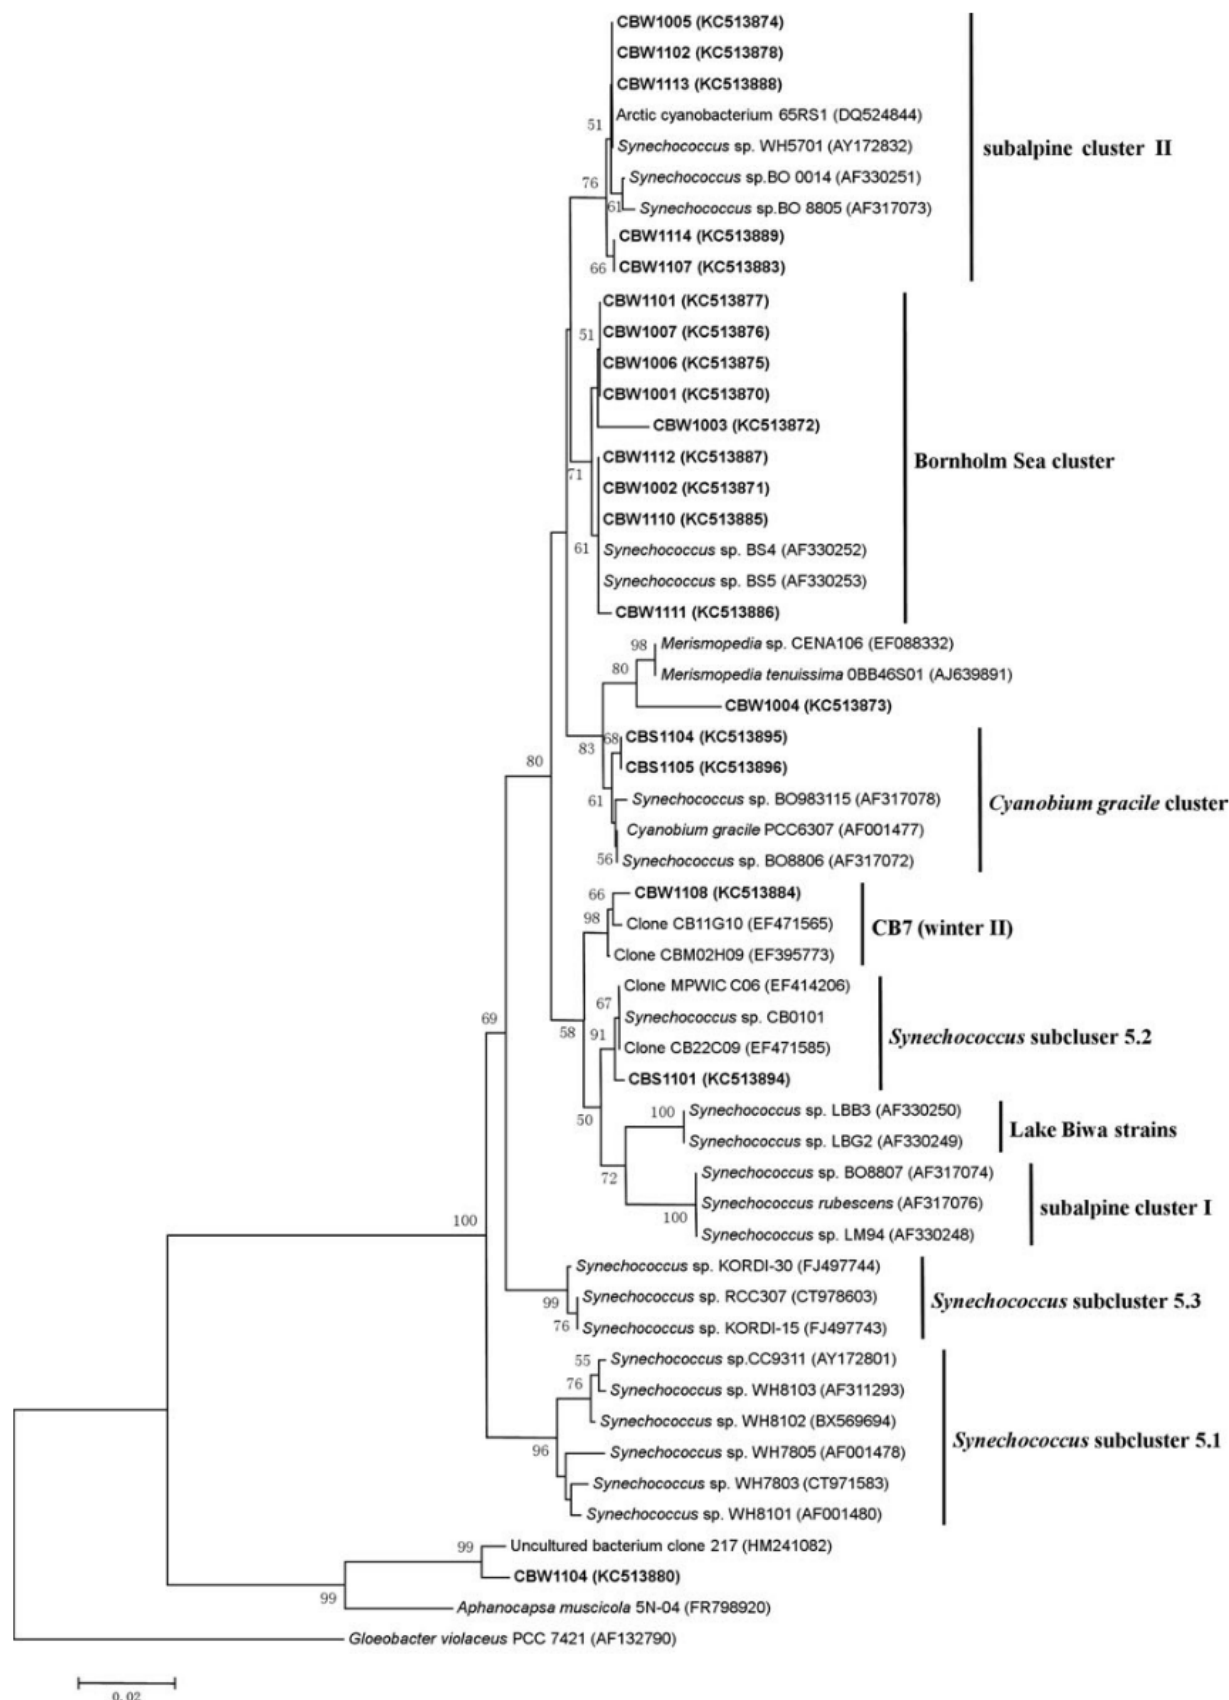 CBW1005 (KC513874)
CBW1102 (KC513878)
CBW1113 (KC513888)
Arctic cyanobacterium 65RS1 (DQ524844)
51
Synechococcus sp. WH5701 (AY172832)
subalpine cluster II
Synechococcus sp.BO 0014 (AF330251)
76
61
Synechococcus sp.BO 8805 (AF317073)
CBW1114 (KC513889)
66
CBW1107 (KC513883)
CBW1101 (KC513877)
51
CBW1007 (KC513876)
CBW1006 (KC513875)
CBW1001 (KC513870)
CBW1003 (KC513872)
CBW1112 (KC513887)
Bornholm Sea cluster
71
CBW1002 (KC513871)
CBW1110 (KC513885)
61
Synechococcus sp. BS4 (AF330252)
Synechococcus sp. BS5 (AF330253)
CBW1111 (KC513886)
98
Merismopedia sp. CENA106 (EF088332)
80
Merismopedia tenuissima 0BB46S01 (AJ639891)
CBW1004 (KC513873)
68
CBS1104 (KC513895)
83
80
CBS1105 (KC513896)
61
Synechococcus sp. BO983115 (AF317078)
Cyanobium gracile cluster
Cyanobium gracile PCC6307 (AF001477)
56
Synechococcus sp. BO8806 (AF317072)
66
CBW1108 (KC513884)
98
Clone CB11G10 (EF471565)
CB7 (winter II)
Clone CBM02H09 (EF395773)
Clone MPWIC C06 (EF414206)
67
Synechococcus sp. CB0101
69
58
91
Synechococcus subcluser 5.2
Clone CB22C09 (EF471585)
CBS1101 (KC513894)
100
Synechococcus sp. LBB3 (AF330250)
50
Lake Biwa strains
Synechococcus sp. LBG2 (AF330249)
72
Synechococcus sp. BO8807 (AF317074)
Synechococcus rubescens (AF317076)
subalpine cluster I
100
100
Synechococcus sp. LM94 (AF330248)
Synechococcus sp. KORDI-30 (FJ497744)
99
Synechococcus sp. RCC307 (CT978603)
Synechococcus subcluster 5.3
76
Synechococcus sp. KORDI-15 (FJ497743)
55
Synechococcus sp.CC9311 (AY172801)
76
Synechococcus sp. WH8103 (AF311293)
Synechococcus sp. WH8102 (BX569694)
Synechococcus subcluster 5.1
96
Synechococcus sp. WH7805 (AF001478)
Synechococcus sp. WH7803 (CT971583)
Synechococcus sp. WH8101 (AF001480)
99
Uncultured bacterium clone 217 (HM241082)
CBW1104 (KC513880)
99
Aphanocapsa muscicola 5N-04 (FR798920)
Gloeobacter violaceus PCC 7421 (AF132790)
0.02